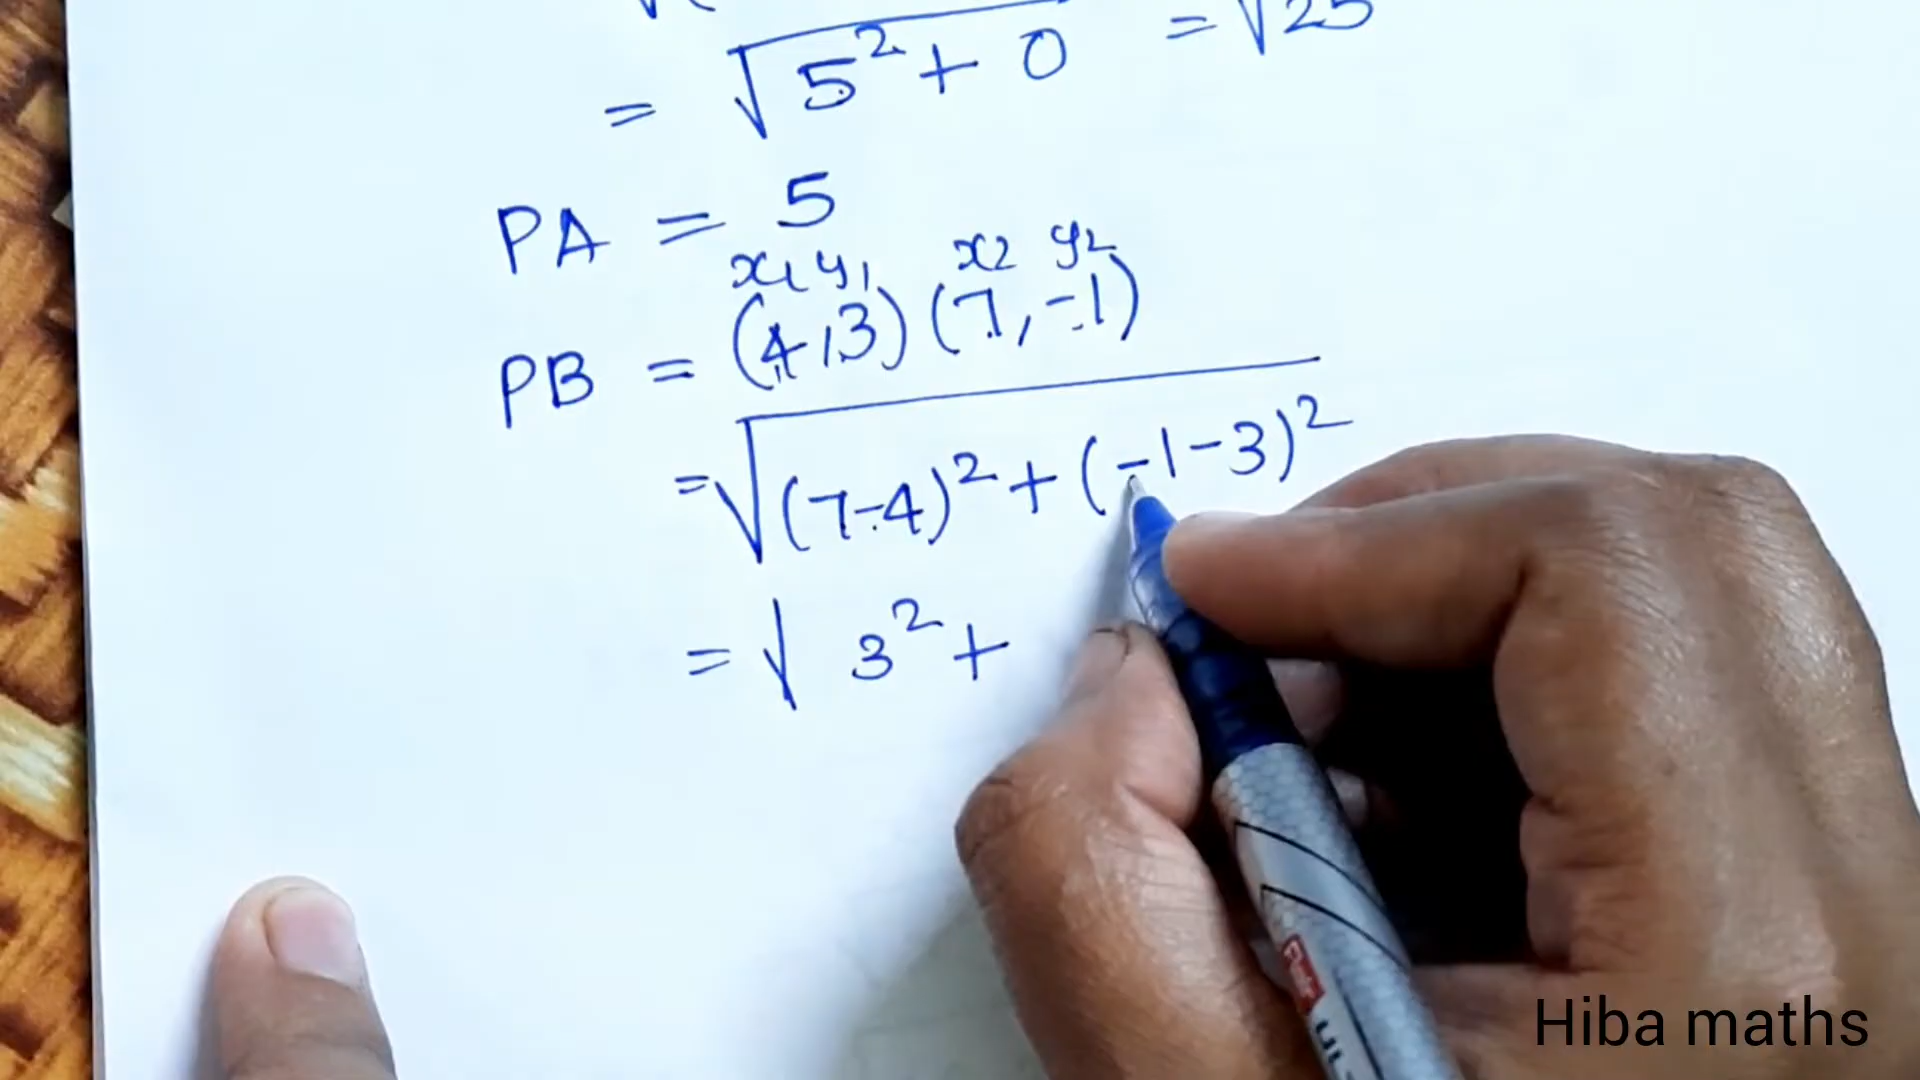 = √5² + 0 = √25
PA = 5
x₁ y₁ x₂ y₂
PB = (4,3) (7,-1)
= √(7-4)² + (-1-3)²
= √ 3² +
Hiba maths